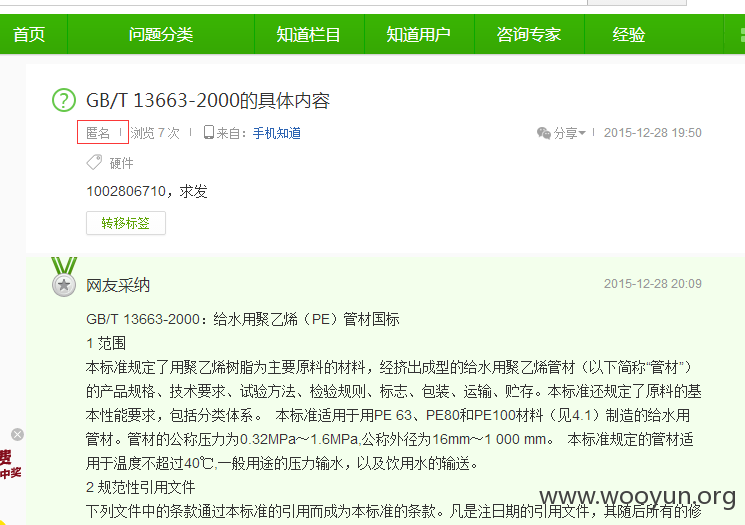 首页 问题分类 知道栏目 知道用户 咨询专家 经验
GB/T 13663-2000的具体内容
匿名 浏览 7 次 来自：手机知道 分享 2015-12-28 19:50
硬件
1002806710，求发
转移标签
网友采纳 2015-12-28 20:09
GB/T 13663-2000：给水用聚乙烯（PE）管材国标
1 范围
本标准规定了用聚乙烯树脂为主要原料的材料，经挤出成型的给水用聚乙烯管材（以下简称“管材”）
的产品规格、技术要求、试验方法、检验规则、标志、包装、运输、贮存。本标准还规定了原料的基
本性能要求，包括分类体系。 本标准适用于用PE 63、PE80和PE100材料（见4.1）制造的给水用
管材。管材的公称压力为0.32MPa～1.6MPa,公称外径为16mm～1 000 mm。 本标准规定的管材适
用于温度不超过40℃,一般用途的压力输水，以及饮用水的输送。
2 规范性引用文件
下列文件中的条款通过本标准的引用而成为本标准的条款。凡是注日期的引用文件，其随后所有的修
费
中奖
www.wooyun.org